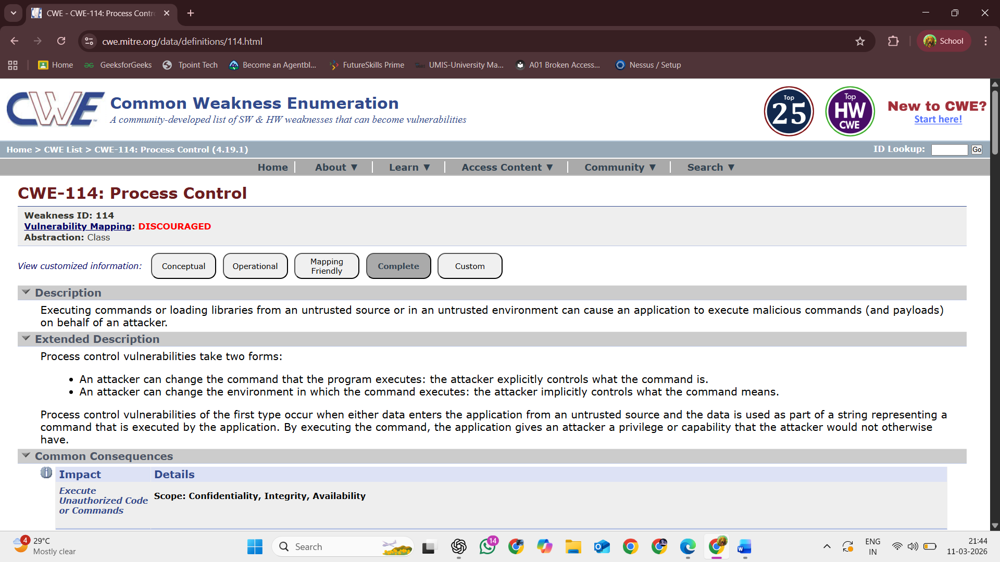 CWE - CWE-114: Process Contro
cwe.mitre.org/data/definitions/114.html
School
Home
GeeksforGeeks
Tpoint Tech
Become an Agentbl...
FutureSkills Prime
UMIS-University Ma...
A01 Broken Access...
Nessus / Setup
CWE
Common Weakness Enumeration
A community-developed list of SW & HW weaknesses that can become vulnerabilities
Top
25
Top
HW
CWE
New to CWE?
Start here!
Home > CWE List > CWE-114: Process Control (4.19.1)
ID Lookup:
Go
Home
About ▼
Learn ▼
Access Content ▼
Community ▼
Search ▼
CWE-114: Process Control
Weakness ID: 114
Vulnerability Mapping: DISCOURAGED
Abstraction: Class
View customized information:
Conceptual
Operational
Mapping
Friendly
Complete
Custom
Description
Executing commands or loading libraries from an untrusted source or in an untrusted environment can cause an application to execute malicious commands (and payloads)
on behalf of an attacker.
Extended Description
Process control vulnerabilities take two forms:
• An attacker can change the command that the program executes: the attacker explicitly controls what the command is.
• An attacker can change the environment in which the command executes: the attacker implicitly controls what the command means.
Process control vulnerabilities of the first type occur when either data enters the application from an untrusted source and the data is used as part of a string representing a
command that is executed by the application. By executing the command, the application gives an attacker a privilege or capability that the attacker would not otherwise
have.
Common Consequences
Impact
Details
Execute
Unauthorized Code
or Commands
Scope: Confidentiality, Integrity, Availability
4
29°C
Mostly clear
Search
14
ENG
IN
21:44
11-03-2026